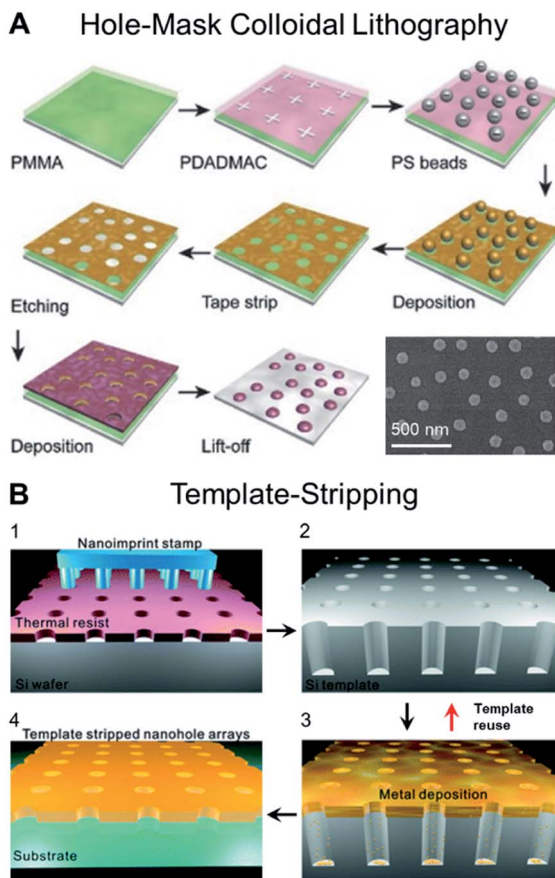 A Hole-Mask Colloidal Lithography
PMMA
PDADMAC
PS beads
Etching
Tape strip
Deposition
Deposition
Lift-off
500 nm
B Template-Stripping
1
Nanoimprint stamp
Thermal resist
Si wafer
2
Si template
Template
reuse
4
Template stripped nanohole arrays
Substrate
3
Metal deposition